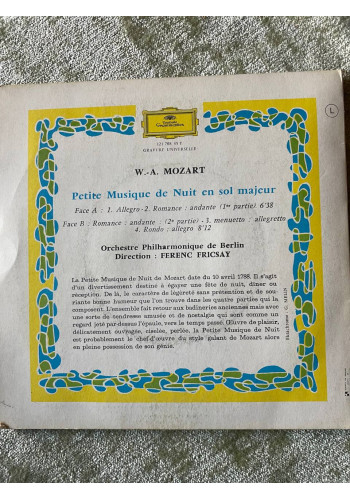 Deutsche
Grammophon
L
GRAVURE UNIVERSELLE
W.-A. MOZART
Petite Musique de Nuit en sol majeur
Face A : 1. Allegro - 2. Romance : andante (1re partie) 6'38
Face B : Romance : andante (2e partie) - 3. menuetto : allegretto
4. Rondo : allegro 8'12
Orchestre Philharmonique de Berlin
Direction : FERENC FRICSAY
La Petite Musique de Nuit de Mozart date du 10 avril 1788. Il s'agit
d'un divertissement destiné à égayer une fête de nuit, dîner ou
réception. De là, le caractère de légèreté sans prétention et de sou-
riante bonne humeur que l'on trouve dans les quatre parties qui la
composent. L'ensemble fait retour aux badineries anciennes mais avec
une sorte de tendresse amusée et de nostalgie qui sont comme un
regard jeté par-dessus l'épaule, vers le temps passé. Œuvre de plaisir,
délicatement ouvragée, ciselée, perlée, la Petite Musique de Nuit
est probablement le chef-d'œuvre du style galant de Mozart alors
en pleine possession de son génie.